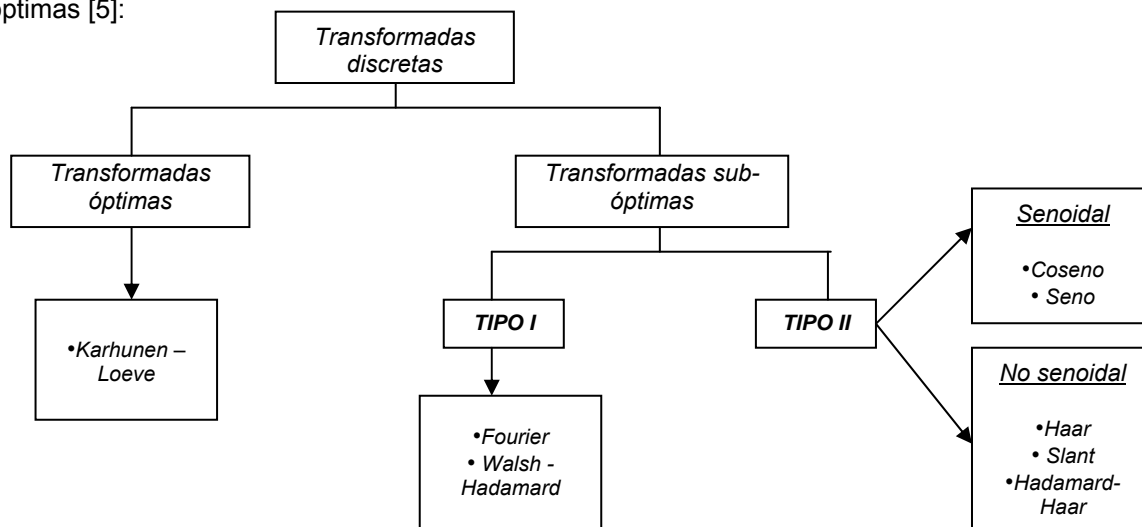 óptimas [5]:
Transformadas
discretas
Transformadas
óptimas
Transformadas sub-
óptimas
Senoidal
•Coseno
• Seno
TIPO I
TIPO II
•Karhunen –
Loeve
No senoidal
•Haar
• Slant
•Hadamard-
Haar
•Fourier
• Walsh -
Hadamard